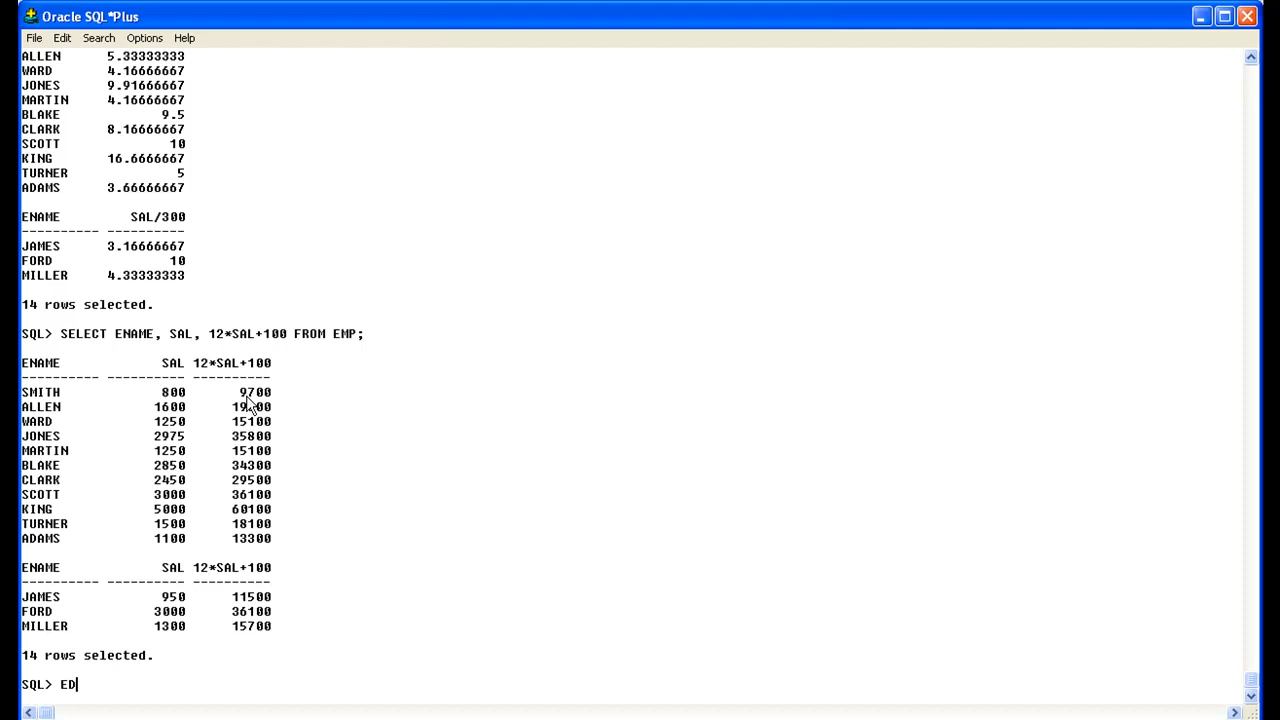 Oracle SQL*Plus
File Edit Search Options Help
ALLEN 5.33333333
WARD 4.16666667
JONES 9.91666667
MARTIN 4.16666667
BLAKE 9.5
CLARK 8.16666667
SCOTT 10
KING 16.6666667
TURNER 5
ADAMS 3.66666667
ENAME SAL/300
---------- ----------
JAMES 3.16666667
FORD 10
MILLER 4.33333333
14 rows selected.
SQL> SELECT ENAME, SAL, 12*SAL+100 FROM EMP;
ENAME SAL 12*SAL+100
---------- ---------- ----------
SMITH 800 9700
ALLEN 1600
WARD 1250 15100
JONES 2975 35800
MARTIN 1250 15100
BLAKE 2850 34300
CLARK 2450 29500
SCOTT 3000 36100
KING 5000 60100
TURNER 1500 18100
ADAMS 1100 13300
ENAME SAL 12*SAL+100
---------- ---------- ----------
JAMES 950 11500
FORD 3000 36100
MILLER 1300 15700
14 rows selected.
SQL> ED